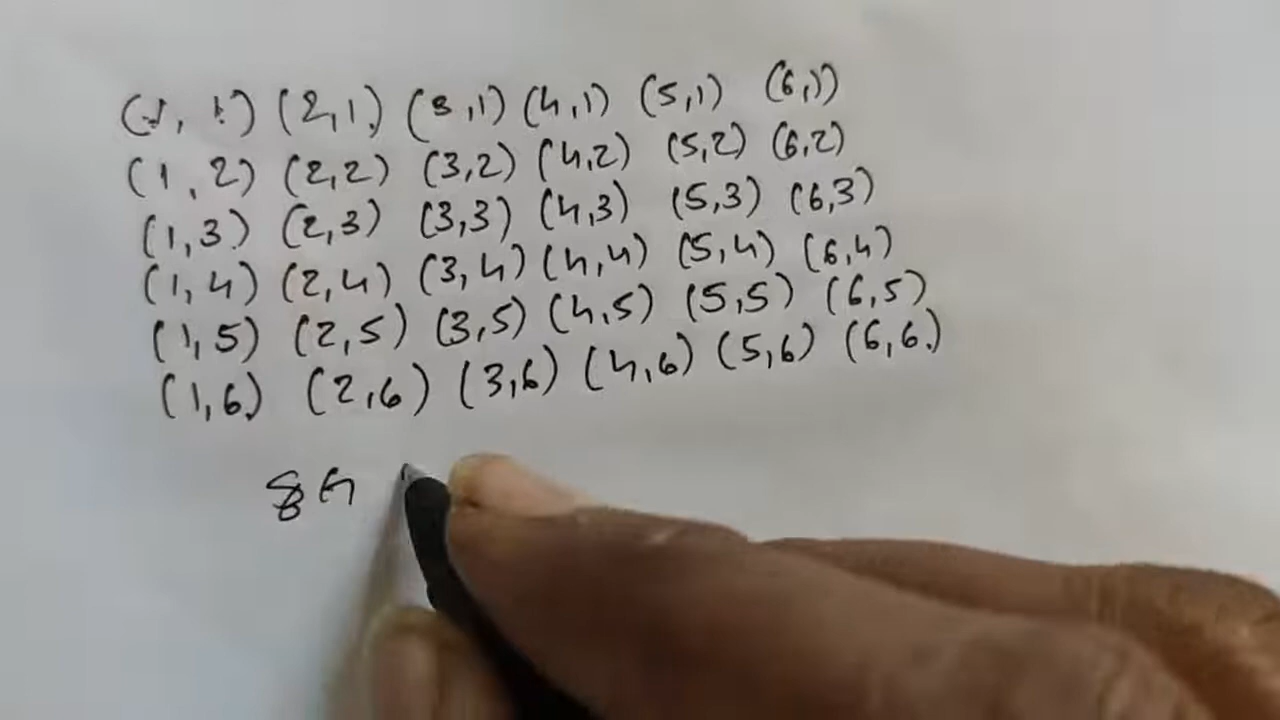 (1, 1) (2,1) (3,1) (4,1) (5,1) (6,1)
(1,2) (2,2) (3,2) (4,2) (5,2) (6,2)
(1,3) (2,3) (3,3) (4,3) (5,3) (6,3)
(1,4) (2,4) (3,4) (4,4) (5,4) (6,4)
(1,5) (2,5) (3,5) (4,5) (5,5) (6,5)
(1,6) (2,6) (3,6) (4,6) (5,6) (6,6)